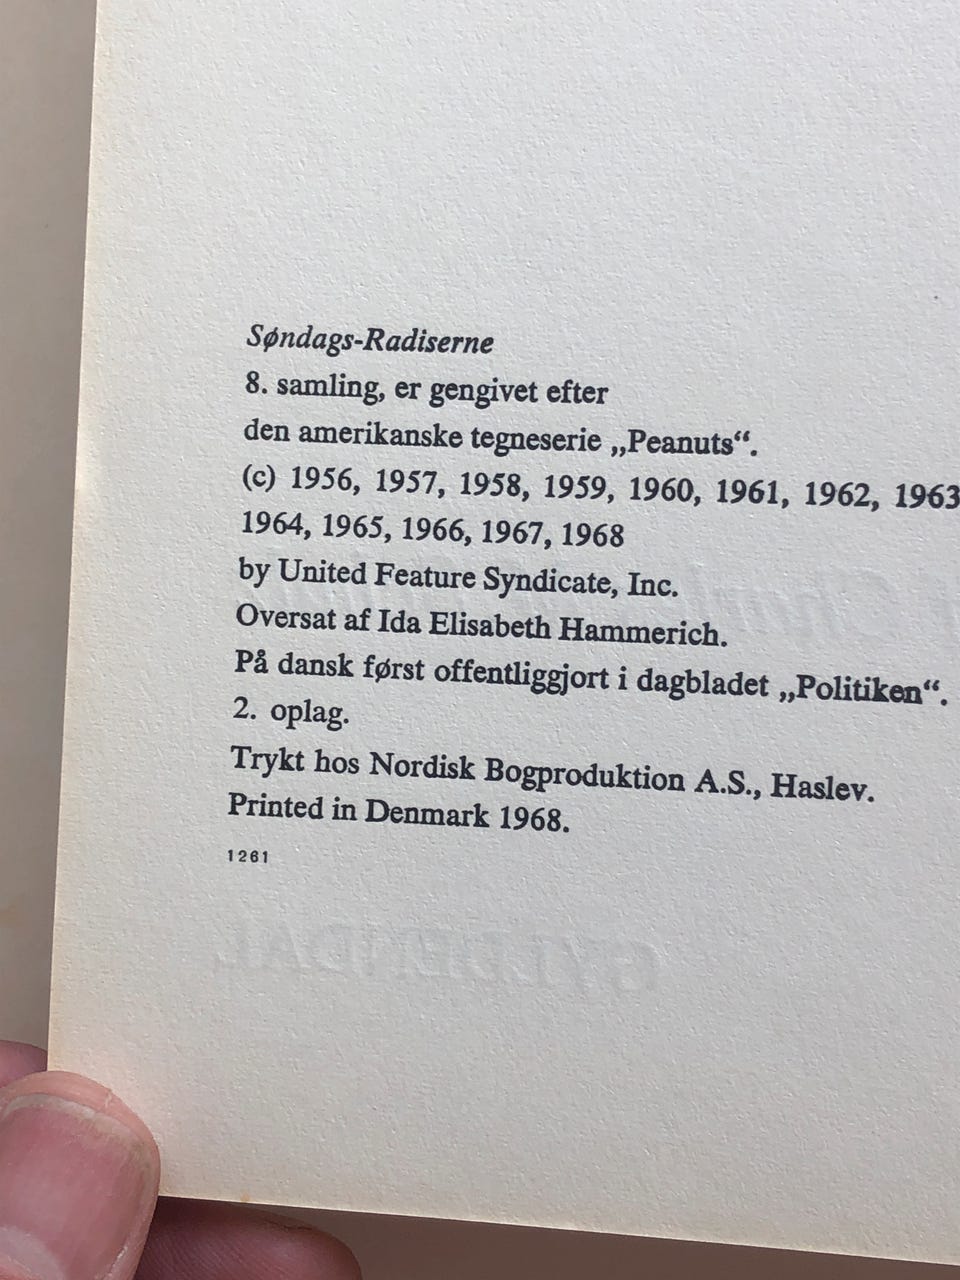 Søndags-Radiserne
8. samling, er gengivet efter
den amerikanske tegneserie „Peanuts“.
(c) 1956, 1957, 1958, 1959, 1960, 1961, 1962, 1963
1964, 1965, 1966, 1967, 1968
by United Feature Syndicate, Inc.
Oversat af Ida Elisabeth Hammerich.
På dansk først offentliggjort i dagbladet „Politiken“.
2. oplag.
Trykt hos Nordisk Bogproduktion A.S., Haslev.
Printed in Denmark 1968.
1261
GYLDENDAL